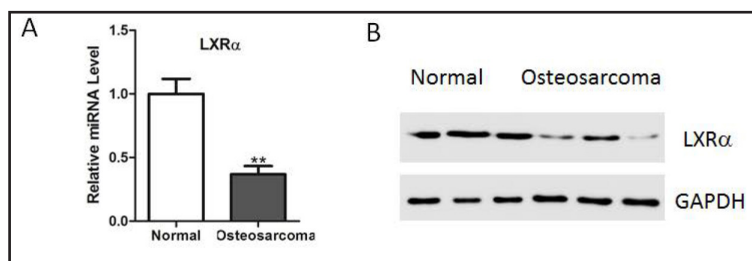 A
LXRα
Relative miRNA Level
1.5
1.0
0.5
0.0
**
Normal Osteosarcoma
B
Normal Osteosarcoma
LXRα
GAPDH